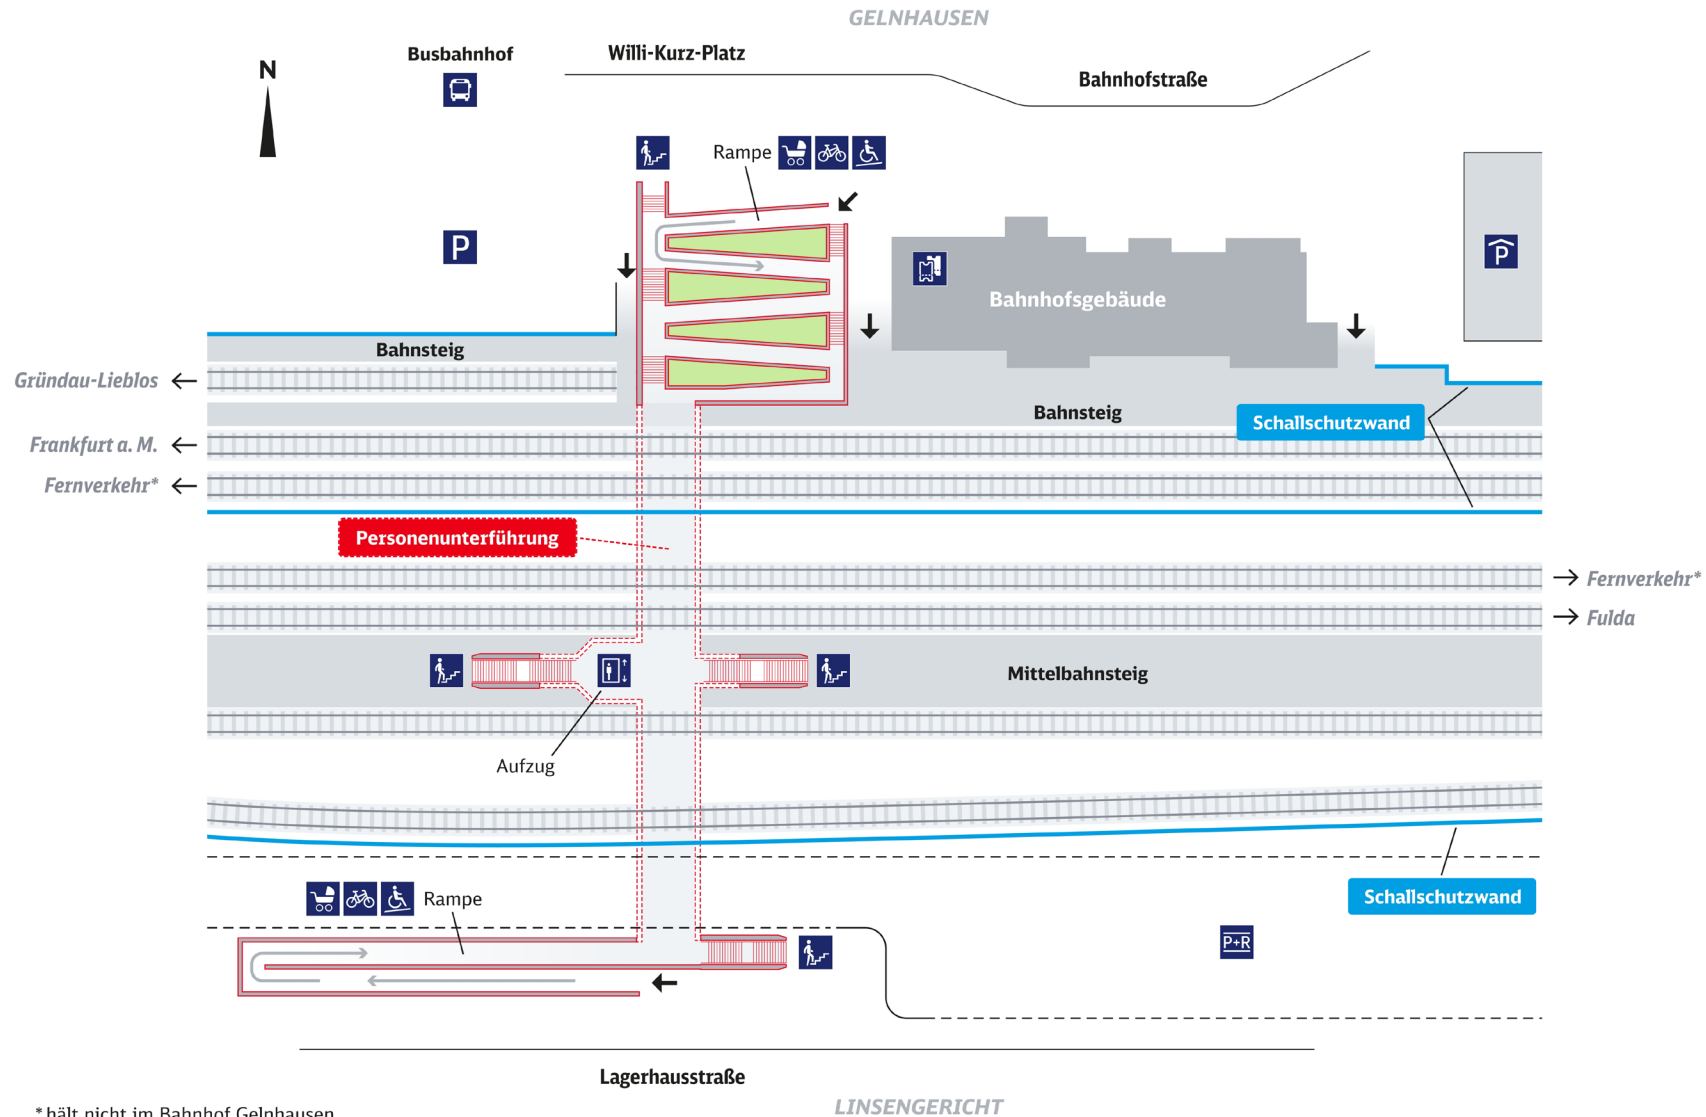 GELNHAUSEN
Busbahnhof
Willi-Kurz-Platz
Bahnhofstraße
N
Rampe
P
P
Bahnhofsgebäude
Bahnsteig
Gründau-Lieblos
Bahnsteig
Schallschutzwand
Frankfurt a. M.
Fernverkehr*
Personenunterführung
Fernverkehr*
Fulda
Mittelbahnsteig
Aufzug
Rampe
Schallschutzwand
P+R
Lagerhausstraße
LINSENGERICHT
* hält nicht im Bahnhof Gelnhausen